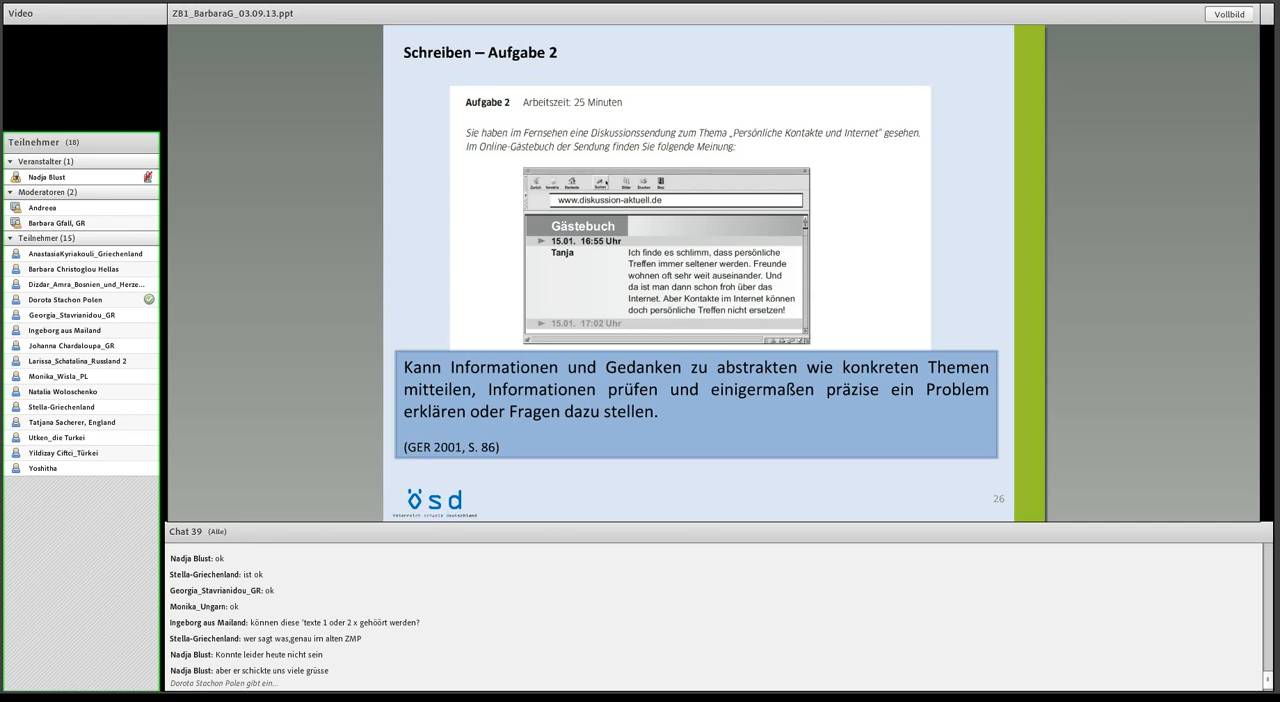 Video
ZB1_BarbaraG_03.09.13.ppt
Vollbild
Teilnehmer (18)
Veranstalter (1)
Nadja Blust
Moderatoren (2)
Andreea
Barbara Gfall, GR
Teilnehmer (15)
AnastasiaKyriakouli_Griechenland
Barbara Christoglou Hellas
Dizdar_Amra_Bosnien_und_Herze...
Dorota Stachon Polen
Georgia_Stavrianidou_GR
Ingeborg aus Mailand
Johanna Chardaloupa_GR
Larissa_Schatalina_Russland 2
Monika_Wisla_PL
Natalia Woloschenko
Stella-Griechenland
Tatjana Sacherer, England
Utken_die Turkei
Yildizay Ciftci_Türkei
Yoshitha
Schreiben – Aufgabe 2
Aufgabe 2 Arbeitszeit: 25 Minuten
Sie haben im Fernsehen eine Diskussionssendung zum Thema „Persönliche Kontakte und Internet" gesehen.
Im Online-Gästebuch der Sendung finden Sie folgende Meinung:
www.diskussion-aktuell.de
Gästebuch
15.01. 16:55 Uhr
Tanja Ich finde es schlimm, dass persönliche
Treffen immer seltener werden. Freunde
wohnen oft sehr weit auseinander. Und
da ist man dann schon froh über das
Internet. Aber Kontakte im Internet können
doch persönliche Treffen nicht ersetzen!
15.01. 17:02 Uhr
Kann Informationen und Gedanken zu abstrakten wie konkreten Themen
mitteilen, Informationen prüfen und einigermaßen präzise ein Problem
erklären oder Fragen dazu stellen.
(GER 2001, S. 86)
ösd
österreich schweiz deutschland
26
Chat 39 (Alle)
Nadja Blust: ok
Stella-Griechenland: ist ok
Georgia_Stavrianidou_GR: ok
Monika_Ungarn: ok
Ingeborg aus Mailand: können diese 'texte 1 oder 2 x gehöört werden?
Stella-Griechenland: wer sagt was,genau im alten ZMP
Nadja Blust: Konnte leider heute nicht sein
Nadja Blust: aber er schickte uns viele grüsse
Dorota Stachon Polen gibt ein...